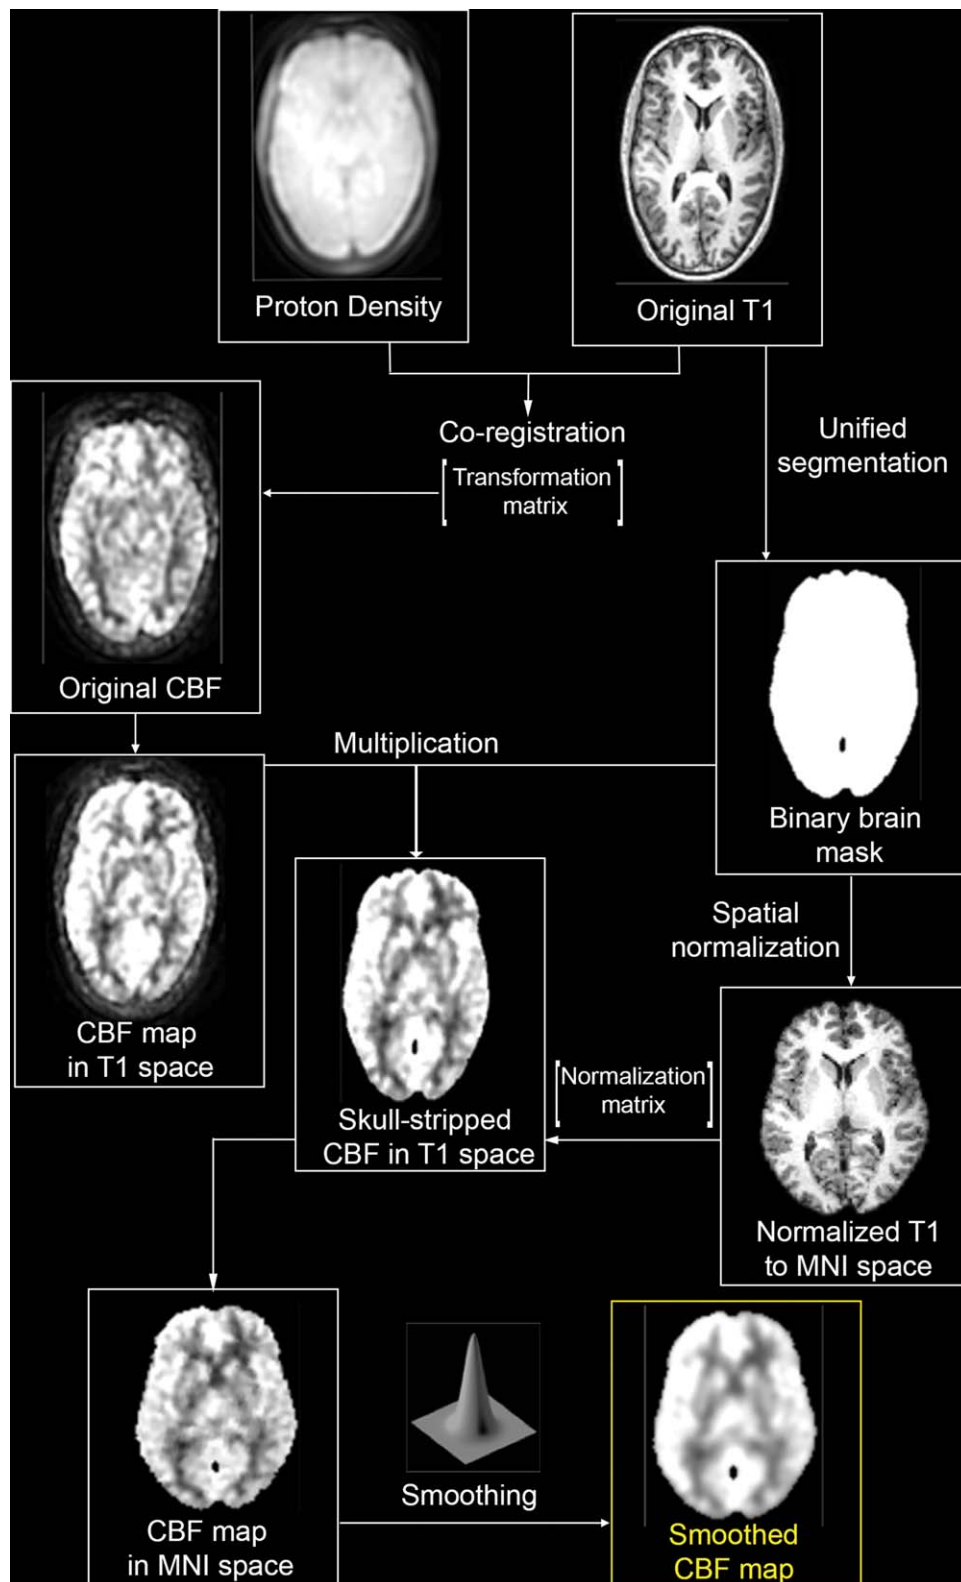 Proton Density
Original T1
Co-registration
Transformation
matrix
Unified
segmentation
Original CBF
Multiplication
Binary brain
mask
CBF map
in T1 space
Spatial
normalization
Skull-stripped
CBF in T1 space
Normalization
matrix
Normalized T1
to MNI space
CBF map
in MNI space
Smoothing
Smoothed
CBF map